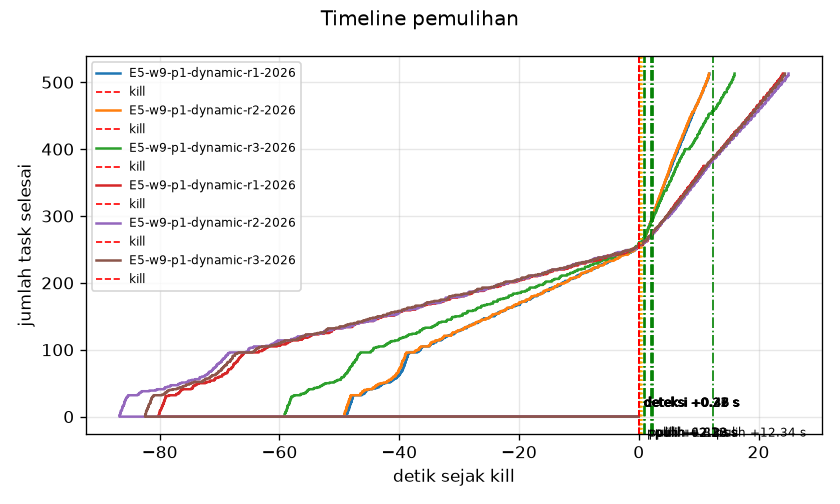 Timeline pemulihan
500
400
300
200
100
0
jumlah task selesai
E5-w9-p1-dynamic-r1-2026
kill
E5-w9-p1-dynamic-r2-2026
kill
E5-w9-p1-dynamic-r3-2026
kill
E5-w9-p1-dynamic-r1-2026
kill
E5-w9-p1-dynamic-r2-2026
kill
E5-w9-p1-dynamic-r3-2026
kill
deteksi
+12.34 s
−80
−60
−40
−20
0
20
detik sejak kill